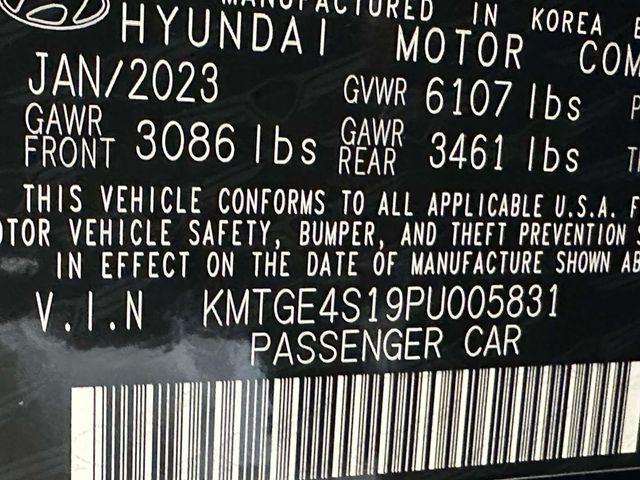 MANUFACTURED IN KOREA
HYUNDAI MOTOR
JAN/2023 GVWR 6107 lbs
GAWR FRONT 3086 lbs GAWR REAR 3461 lbs
THIS VEHICLE CONFORMS TO ALL APPLICABLE U.S.A.
VEHICLE SAFETY, BUMPER, AND THEFT PREVENTION
IN EFFECT ON THE DATE OF MANUFACTURE SHOWN
V.I.N KMTGE4S19PU005831
PASSENGER CAR